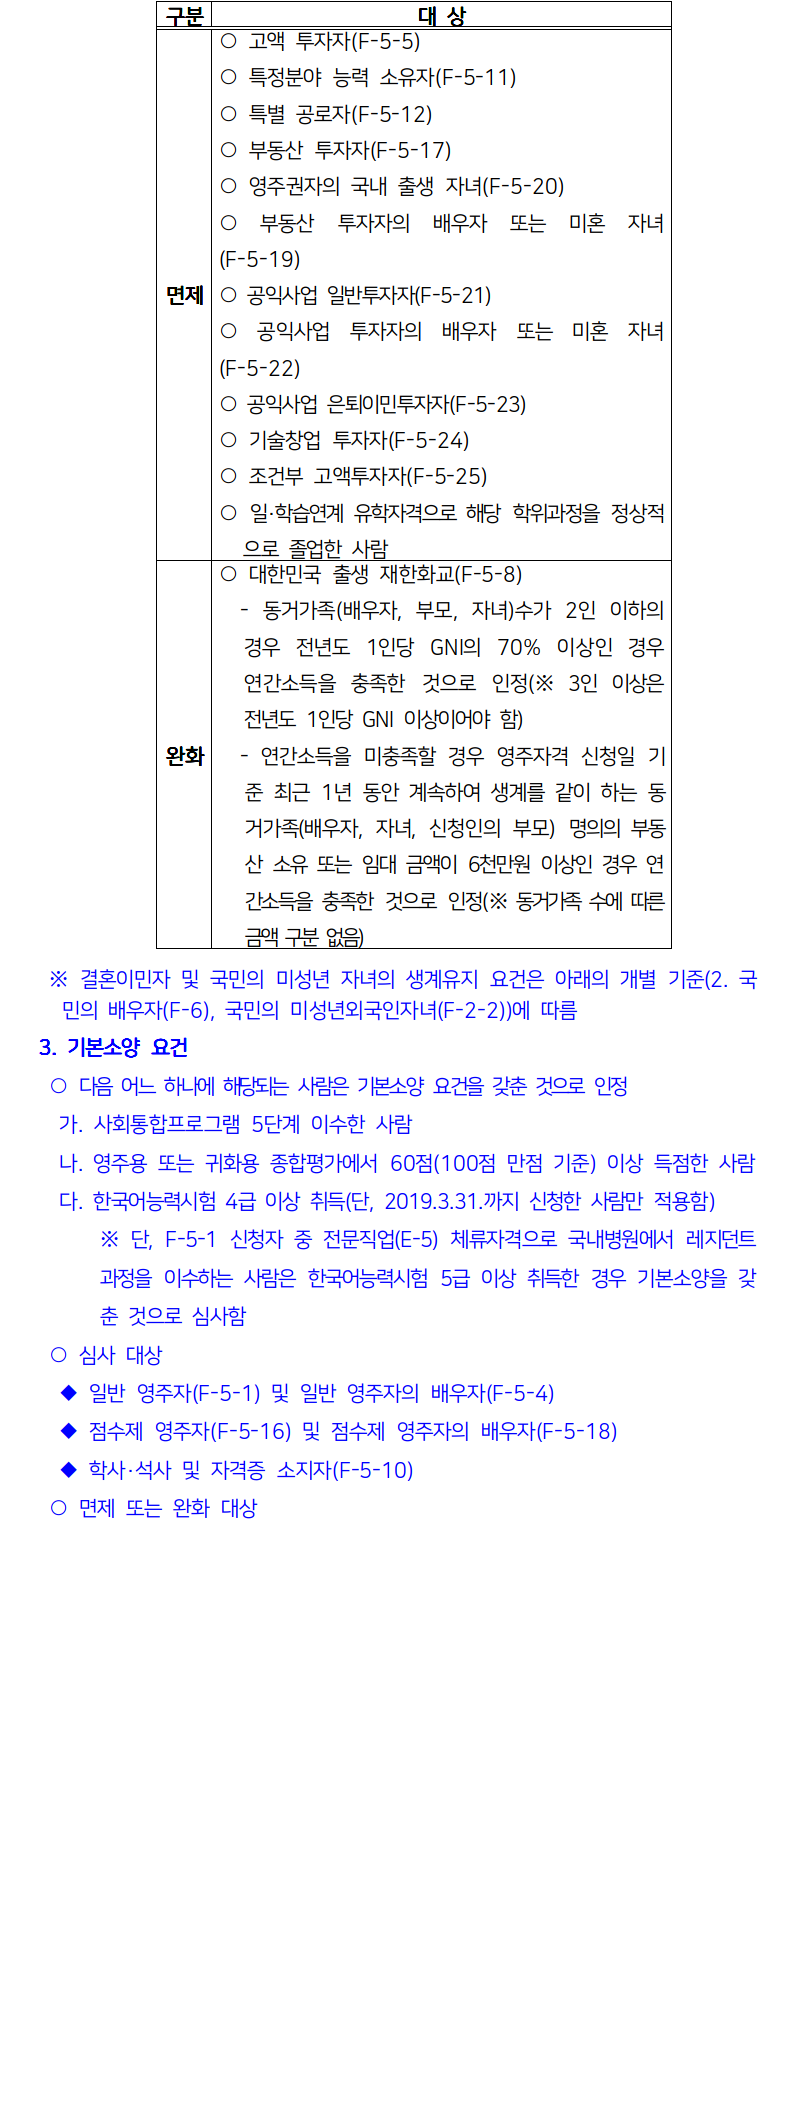 구분 대 상
○ 고액 투자자(F-5-5)
○ 특정분야 능력 소유자(F-5-11)
○ 특별 공로자(F-5-12)
○ 부동산 투자자(F-5-17)
○ 영주권자의 국내 출생 자녀(F-5-20)
○ 부동산 투자자의 배우자 또는 미혼 자녀
(F-5-19)
면제 ○ 공익사업 일반투자자(F-5-21)
○ 공익사업 투자자의 배우자 또는 미혼 자녀
(F-5-22)
○ 공익사업 은퇴이민투자자(F-5-23)
○ 기술창업 투자자(F-5-24)
○ 조건부 고액투자자(F-5-25)
○ 일·학습연계 유학자격으로 해당 학위과정을 정상적
으로 졸업한 사람
○ 대한민국 출생 재한화교(F-5-8)
- 동거가족(배우자, 부모, 자녀)수가 2인 이하의
경우 전년도 1인당 GNI의 70% 이상인 경우
연간소득을 충족한 것으로 인정(※ 3인 이상은
전년도 1인당 GNI 이상이어야 함)
완화 - 연간소득을 미충족할 경우 영주자격 신청일 기
준 최근 1년 동안 계속하여 생계를 같이 하는 동
거가족(배우자, 자녀, 신청인의 부모) 명의의 부동
산 소유 또는 임대 금액이 6천만원 이상인 경우 연
간소득을 충족한 것으로 인정(※ 동거가족 수에 따른
금액 구분 없음)
※ 결혼이민자 및 국민의 미성년 자녀의 생계유지 요건은 아래의 개별 기준(2. 국
민의 배우자(F-6), 국민의 미성년외국인자녀(F-2-2))에 따름
3. 기본소양 요건
○ 다음 어느 하나에 해당되는 사람은 기본소양 요건을 갖춘 것으로 인정
가. 사회통합프로그램 5단계 이수한 사람
나. 영주용 또는 귀화용 종합평가에서 60점(100점 만점 기준) 이상 득점한 사람
다. 한국어능력시험 4급 이상 취득(단, 2019.3.31.까지 신청한 사람만 적용함)
※ 단, F-5-1 신청자 중 전문직업(E-5) 체류자격으로 국내병원에서 레지던트
과정을 이수하는 사람은 한국어능력시험 5급 이상 취득한 경우 기본소양을 갖
춘 것으로 심사함
○ 심사 대상
◆ 일반 영주자(F-5-1) 및 일반 영주자의 배우자(F-5-4)
◆ 점수제 영주자(F-5-16) 및 점수제 영주자의 배우자(F-5-18)
◆ 학사·석사 및 자격증 소지자(F-5-10)
○ 면제 또는 완화 대상